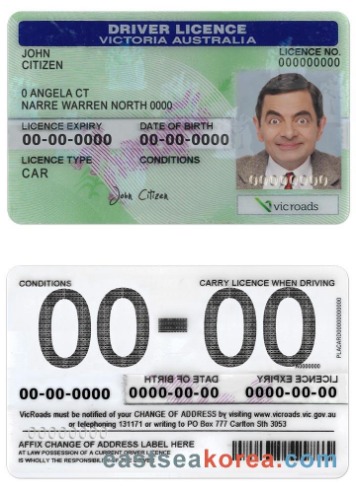 DRIVER LICENCE
VICTORIA AUSTRALIA
JOHN
CITIZEN
LICENCE NO.
000000000
0 ANGELA CT
NARRE WARREN NORTH 0000
LICENCE EXPIRY DATE OF BIRTH
00-00-0000 00-00-0000
LICENCE TYPE CONDITIONS
CAR
John Citizen
vicroads
CONDITIONS CARRY LICENCE WHEN DRIVING
00-00
DATE OF BIRTH LICENCE EXPIRY
00-00-0000 0000-00-00 0000-00-00
VicRoads must be notified of your CHANGE OF ADDRESS by visiting www.vicroads.vic.gov.au
or telephoning 131171 or writing to PO Box 777 Carlton Sth 3053
AFFIX CHANGE OF ADDRESS LABEL HERE
AT LAW POSSESSION OF A CURRENT DRIVER LICENCE
IS WHOLLY THE RESPONSIBILITY
eastseakorea.com